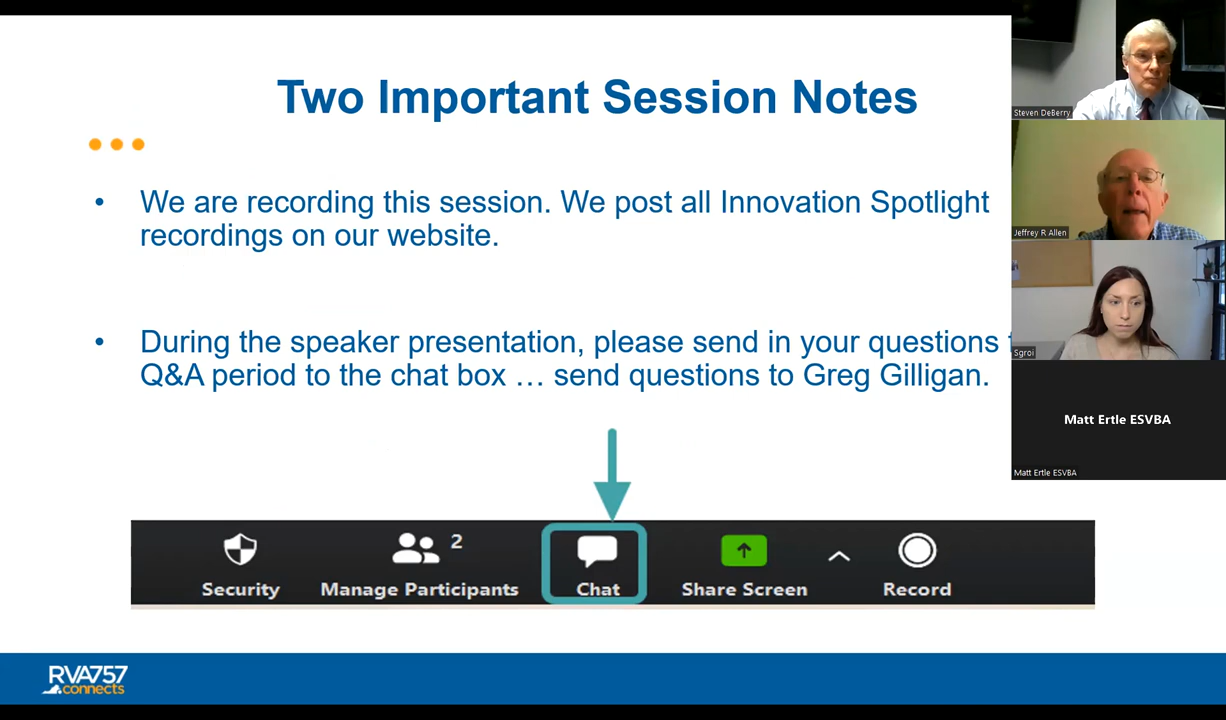 Two Important Session Notes
• We are recording this session. We post all Innovation Spotlight
recordings on our website.
• During the speaker presentation, please send in your questions
Q&A period to the chat box … send questions to Greg Gilligan.
2
Security
Manage Participants
Chat
Share Screen
Record
RVA757
connects
Steven DeBerry
Jeffrey R Allen
Sgroi
Matt Ertle ESVBA
Matt Ertle ESVBA